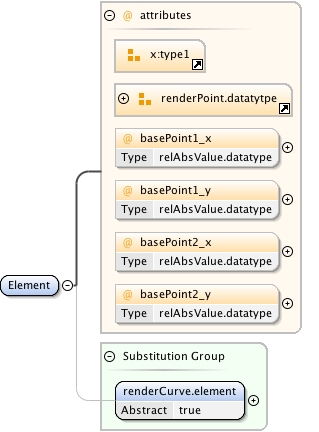 @ attributes
x:type1
renderPoint.datatytpe
@ basePoint1_x
Type relAbsValue.datatype
@ basePoint1_y
Type relAbsValue.datatype
@ basePoint2_x
Type relAbsValue.datatype
Element
@ basePoint2_y
Type relAbsValue.datatype
Substitution Group
renderCurve.element
Abstract true